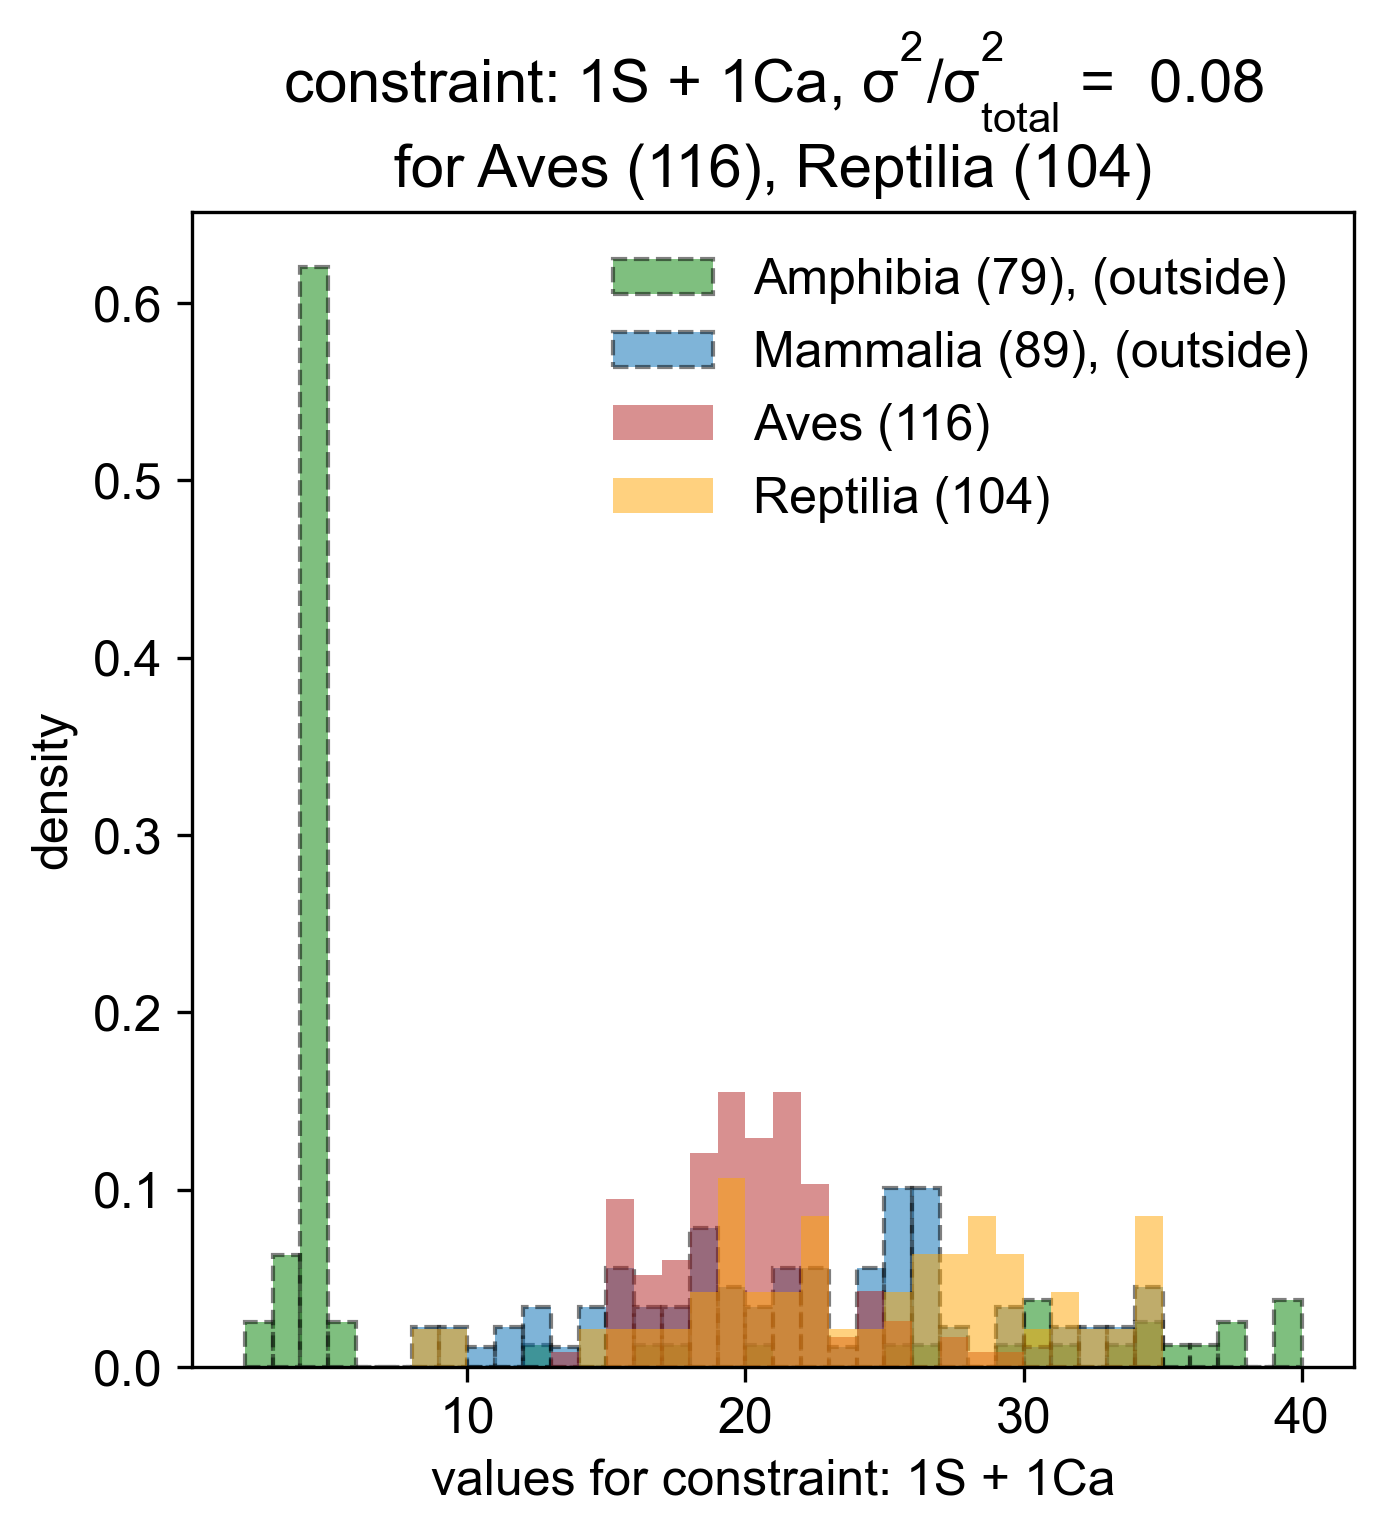 constraint: 1S + 1Ca, σ²/σ²total = 0.08
for Aves (116), Reptilia (104)
Amphibia (79), (outside)
Mammalia (89), (outside)
Aves (116)
Reptilia (104)
0.6
0.5
0.4
0.3
0.2
0.1
0.0
density
10 20 30 40
values for constraint: 1S + 1Ca